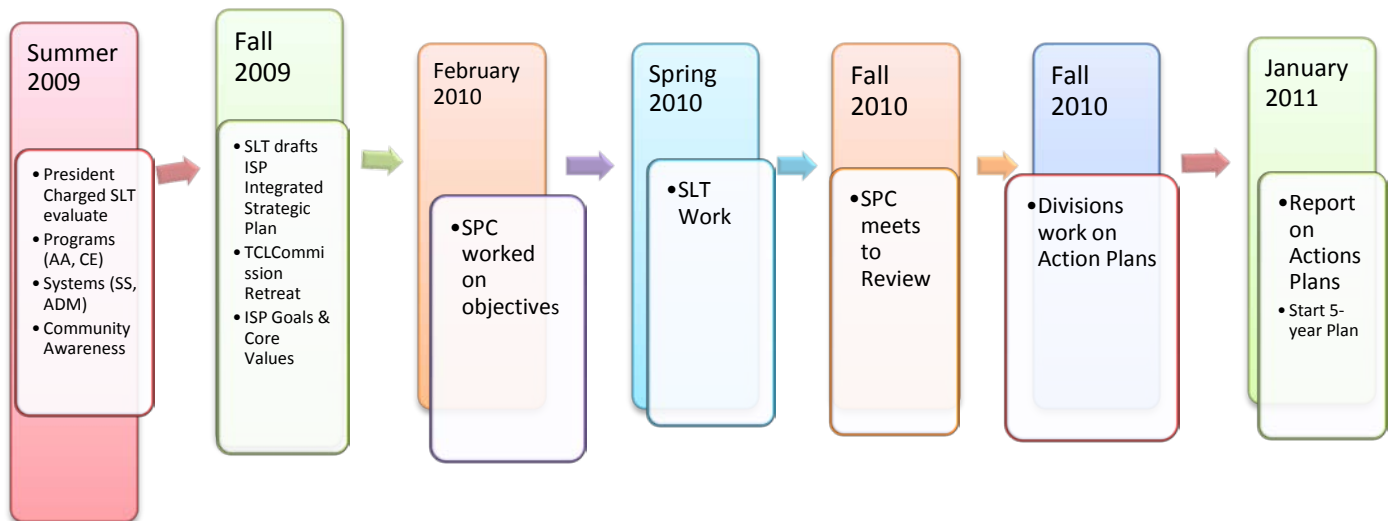 Summer
2009
• President
Charged SLT
evaluate
• Programs
(AA, CE)
• Systems (SS,
ADM)
• Community
Awareness
Fall
2009
• SLT drafts
ISP
Integrated
Strategic
Plan
• TCLCommi
ssion
Retreat
• ISP Goals &
Core
Values
February
2010
• SPC
worked
on
objectives
Spring
2010
• SLT
Work
Fall
2010
• SPC
meets
to
Review
Fall
2010
• Divisions
work on
Action Plans
January
2011
• Report
on
Actions
Plans
• Start 5-
year Plan